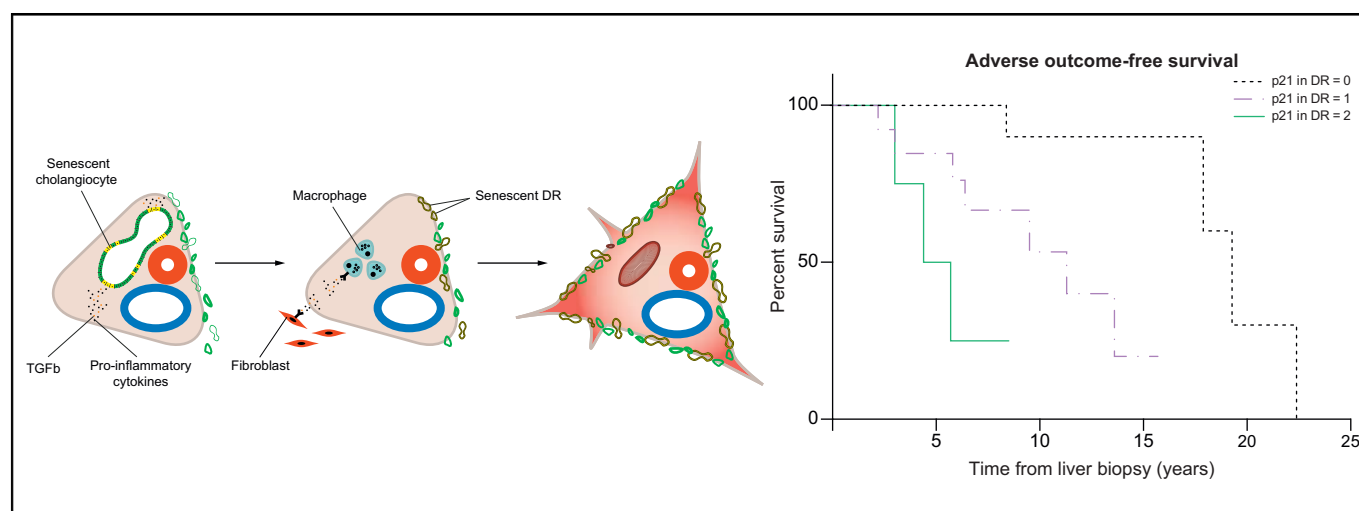 Senescent
cholangiocyte
TGFb
Pro-inflammatory
cytokines
Macrophage
Fibroblast
Senescent DR
Adverse outcome-free survival
p21 in DR = 0
p21 in DR = 1
p21 in DR = 2
Percent survival
100
50
0
5
10
15
20
25
Time from liver biopsy (years)